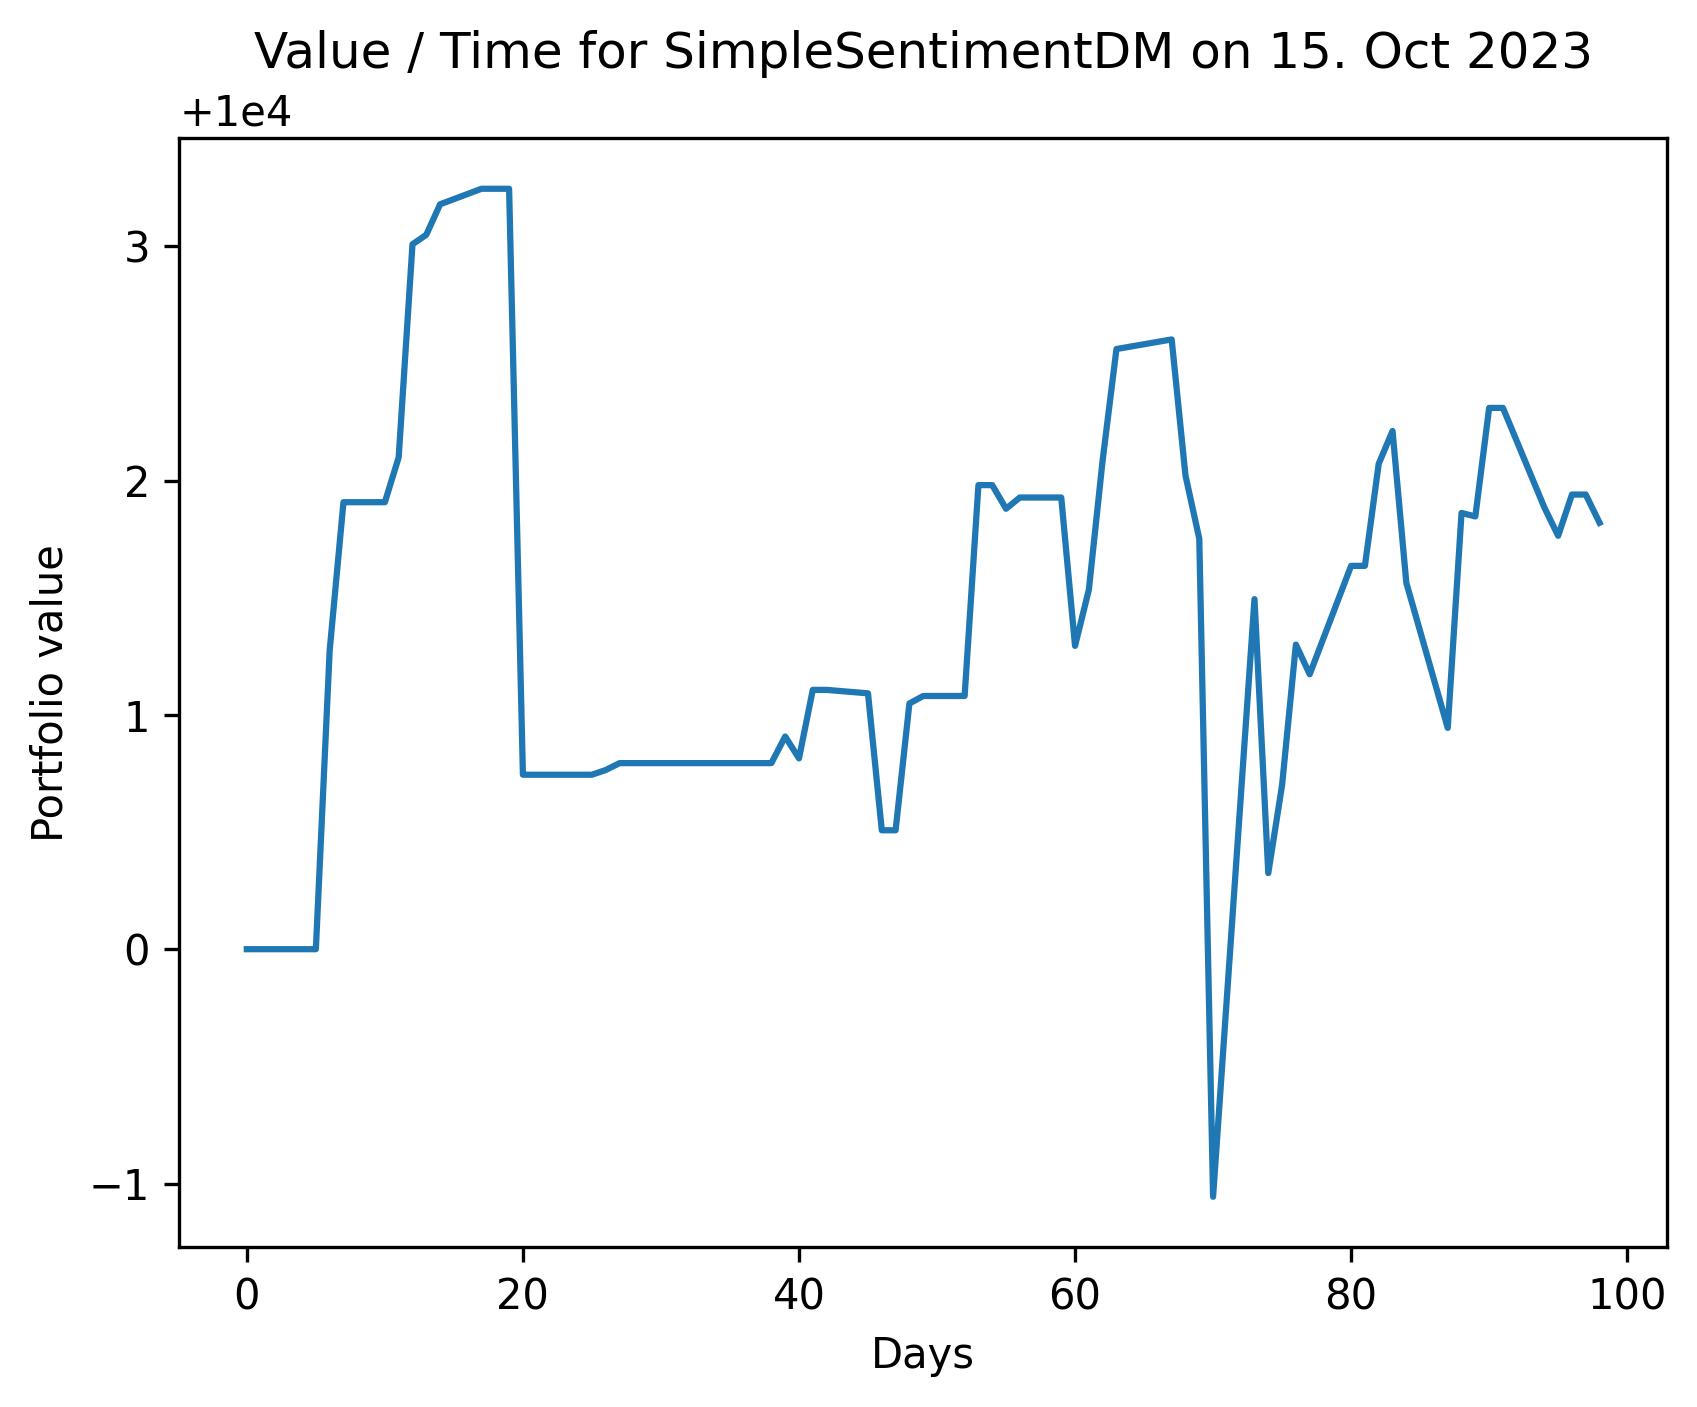 Value / Time for SimpleSentimentDM on 15. Oct 2023
+1e4
3
2
1
0
−1
Portfolio value
0 20 40 60 80 100
Days